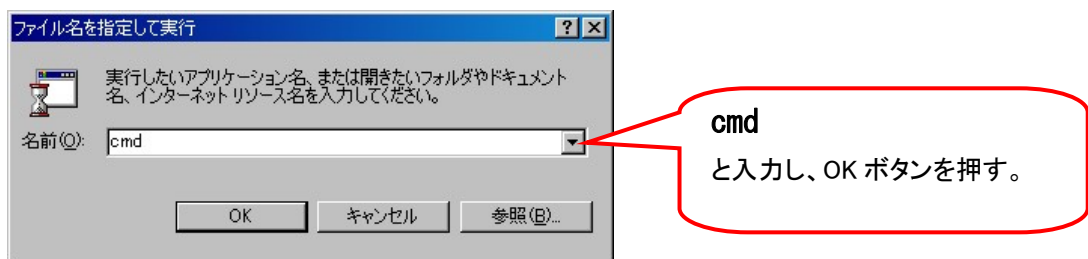 ファイル名を指定して実行
実行したいアプリケーション名、または開きたいフォルダやドキュメント
名、インターネット リソース名を入力してください。
名前(O):
cmd
OK
キャンセル
参照(B)...
cmd
と入力し、OK ボタンを押す。